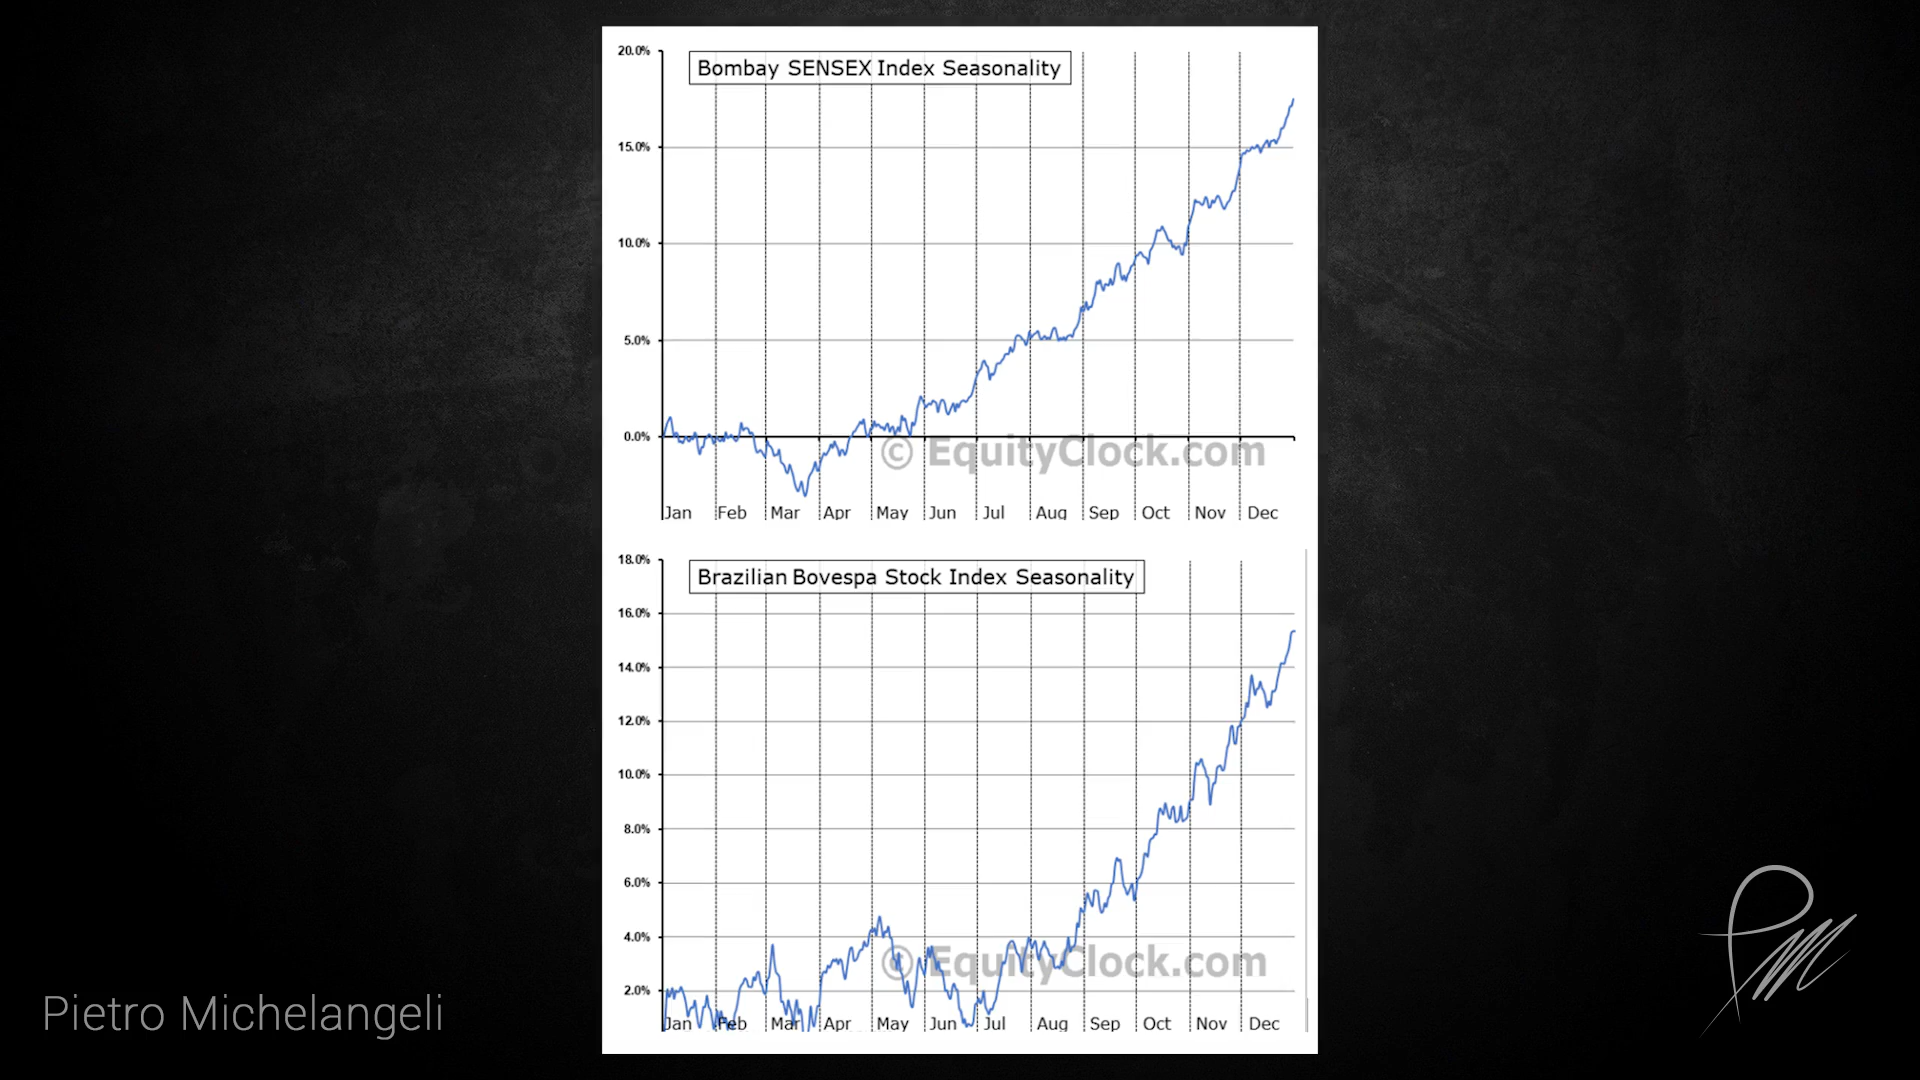 20.0%
Bombay SENSEX Index Seasonality
15.0%
10.0%
5.0%
0.0%
© EquityClock.com
Jan Feb Mar Apr May Jun Jul Aug Sep Oct Nov Dec
18.0%
Brazilian Bovespa Stock Index Seasonality
16.0%
14.0%
12.0%
10.0%
8.0%
6.0%
4.0%
© EquityClock.com
2.0%
Jan Feb Mar Apr May Jun Jul Aug Sep Oct Nov Dec
Pietro Michelangeli
PM